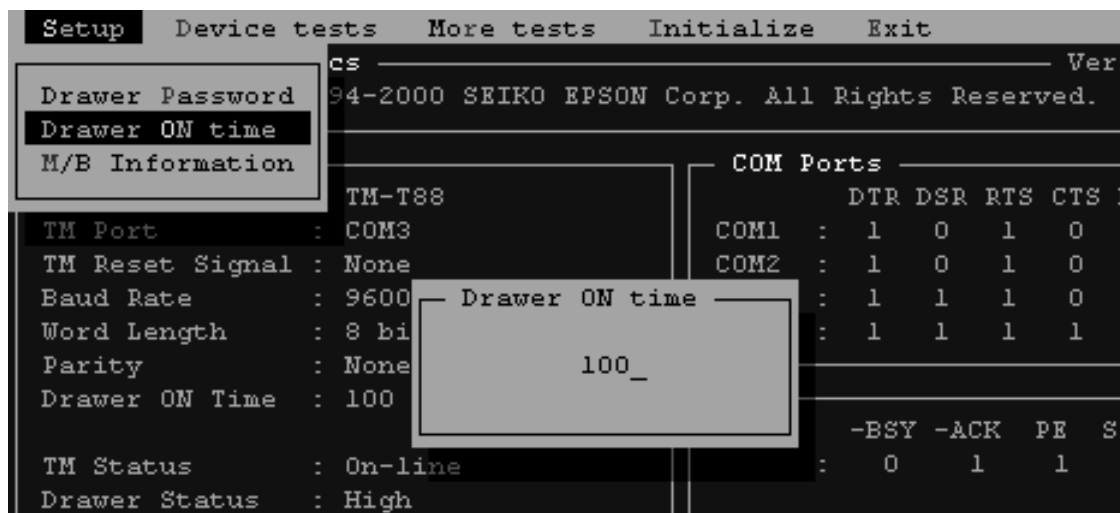 Setup Device tests More tests Initialize Exit
cs Ver
Drawer Password 94-2000 SEIKO EPSON Corp. All Rights Reserved.
Drawer ON time
M/B Information COM Ports
TM-T88 DTR DSR RTS CTS
TM Port : COM3 COM1 : 1 0 1 0
TM Reset Signal : None COM2 : 1 0 1 0
Baud Rate : 9600 Drawer ON time : 1 1 1 0
Word Length : 8 bi : 1 1 1 1
Parity : None 100_
Drawer ON Time : 100
-BSY -ACK PE S
TM Status : On-line : 0 1 1
Drawer Status : High